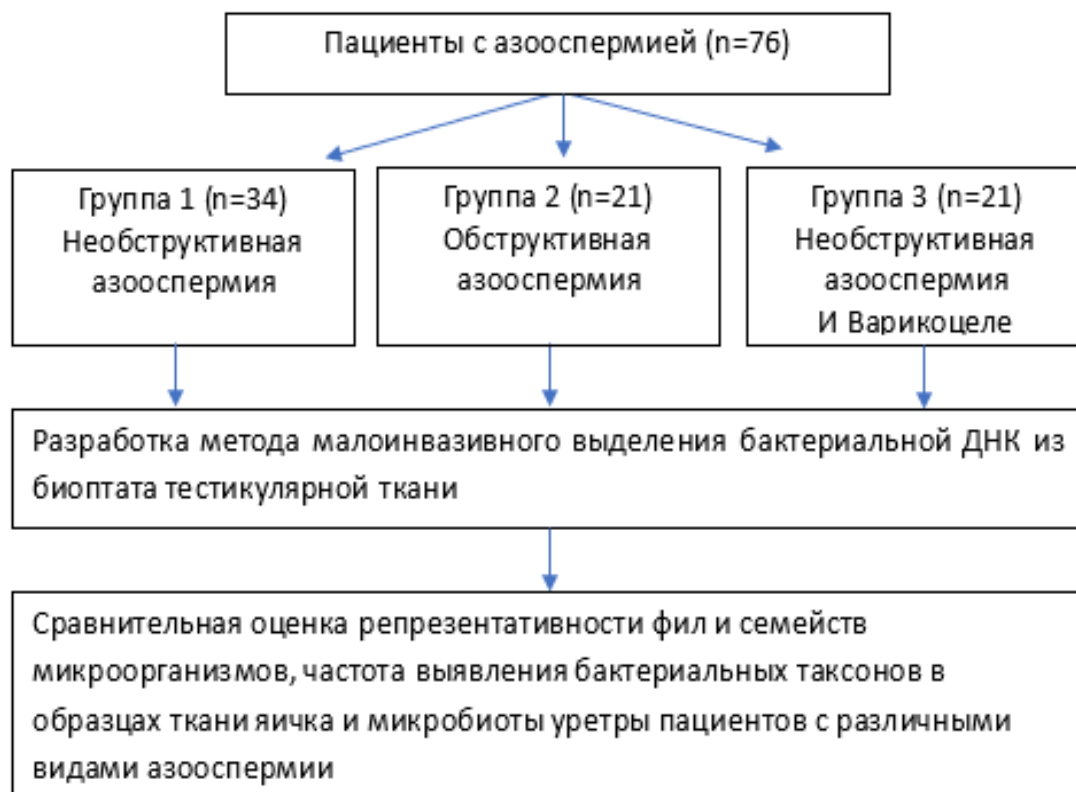 Пациенты с азооспермией (n=76)
Группа 1 (n=34)
Необструктивная
азооспермия
Группа 2 (n=21)
Обструктивная
азооспермия
Группа 3 (n=21)
Необструктивная
азооспермия
И Варикоцеле
Разработка метода малоинвазивного выделения бактериальной ДНК из
биоптата тестикулярной ткани
Сравнительная оценка репрезентативности фил и семейств
микроорганизмов, частота выявления бактериальных таксонов в
образцах ткани яичка и микробиоты уретры пациентов с различными
видами азооспермии